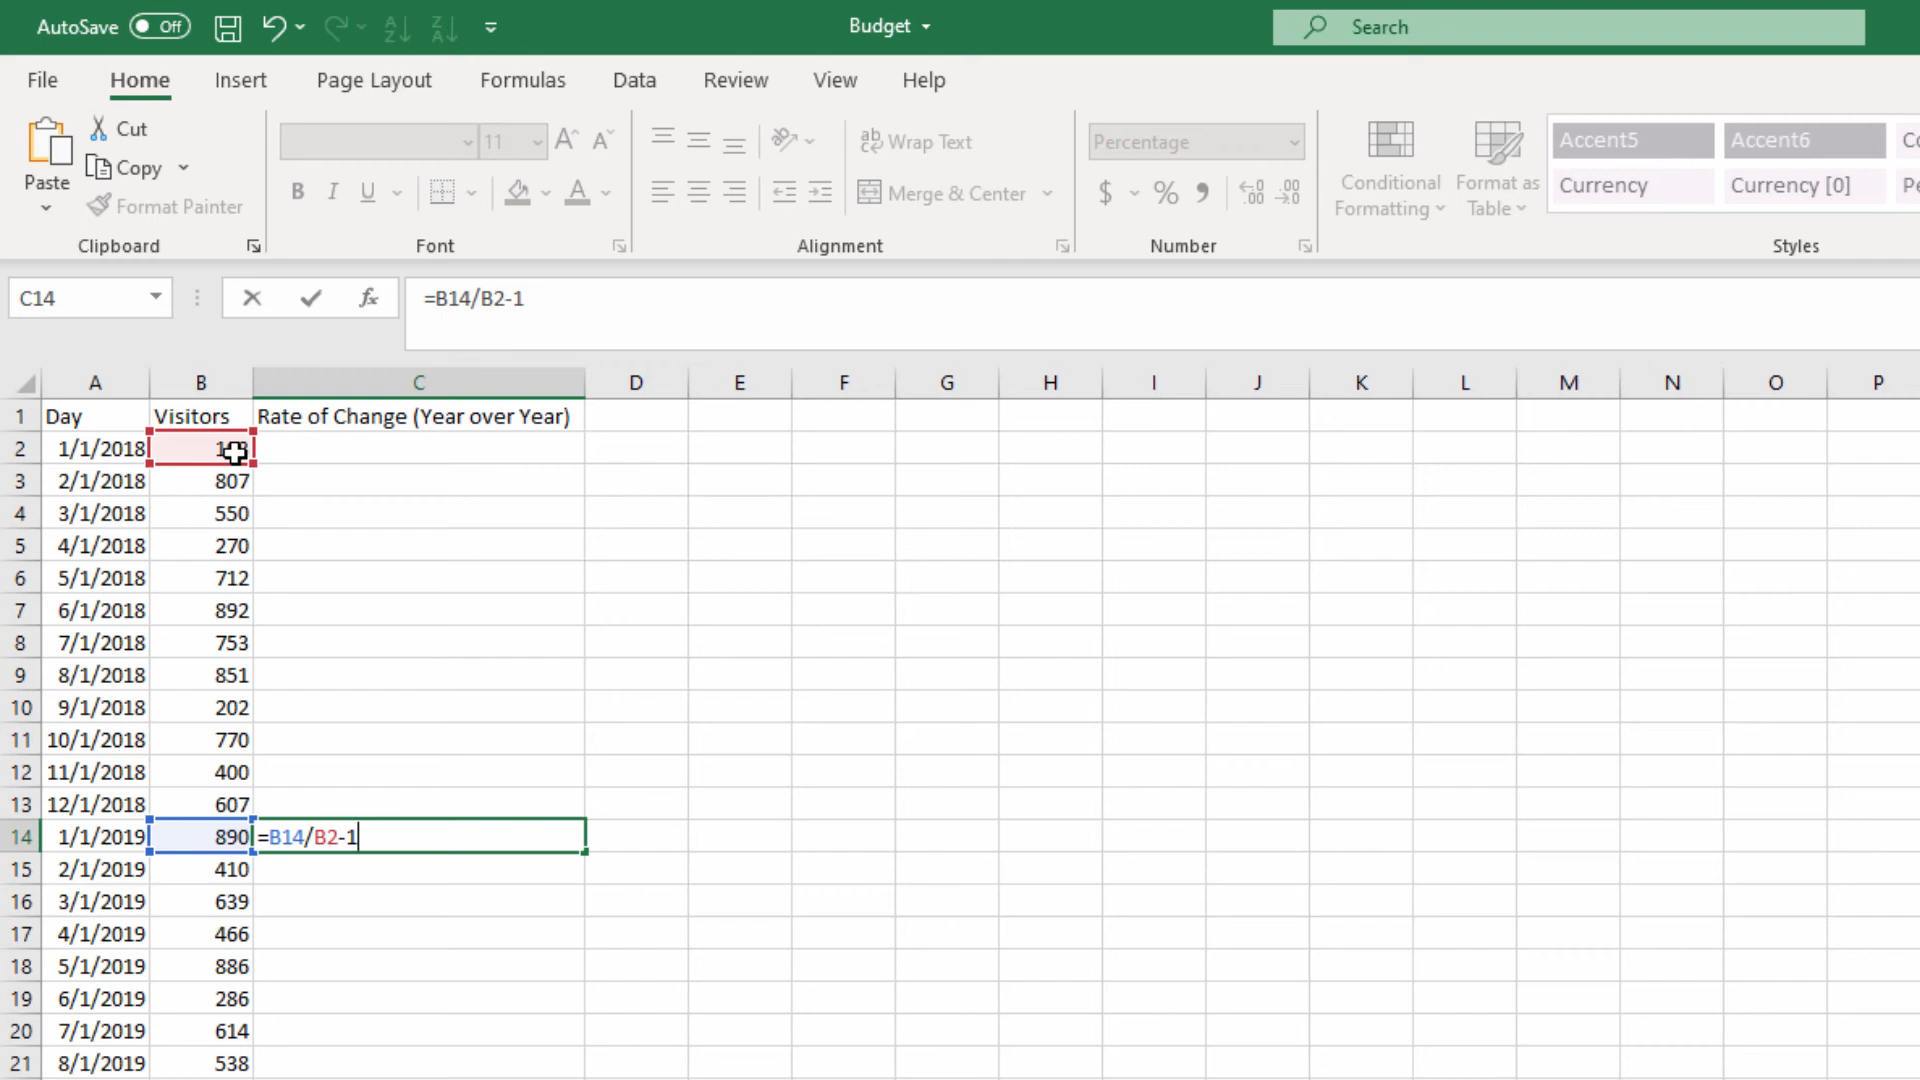 AutoSave Off Budget Search
File Home Insert Page Layout Formulas Data Review View Help
Paste Cut Copy Format Painter
Clipboard
11
B I U A
Font
Wrap Text
Merge & Center
Alignment
Percentage
$ % 9 .00 .00
Number
Conditional Formatting
Format as Table
Accent5 Accent6
Currency Currency [0]
Styles
C14 fx =B14/B2-1
A B C D E F G H I J K L M N O P
1 Day Visitors Rate of Change (Year over Year)
2 1/1/2018
3 2/1/2018 807
4 3/1/2018 550
5 4/1/2018 270
6 5/1/2018 712
7 6/1/2018 892
8 7/1/2018 753
9 8/1/2018 851
10 9/1/2018 202
11 10/1/2018 770
12 11/1/2018 400
13 12/1/2018 607
14 1/1/2019 890 =B14/B2-1
15 2/1/2019 410
16 3/1/2019 639
17 4/1/2019 466
18 5/1/2019 886
19 6/1/2019 286
20 7/1/2019 614
21 8/1/2019 538